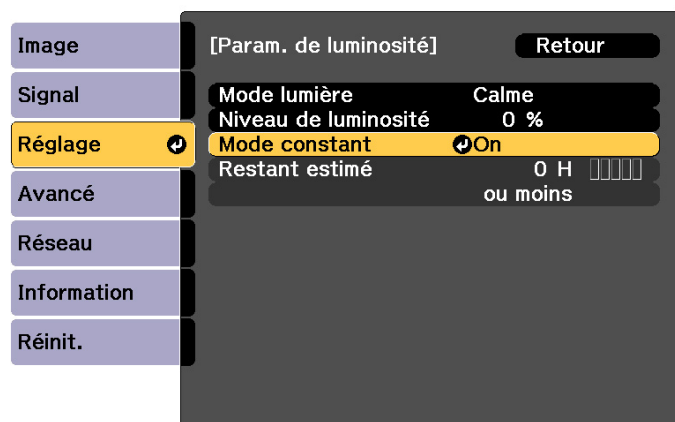 Image
Signal
Réglage
Avancé
Réseau
Information
Réinit.
[Param. de luminosité] Retour
Mode lumière Calme
Niveau de luminosité 0 %
Mode constant On
Restant estimé 0 H
ou moins